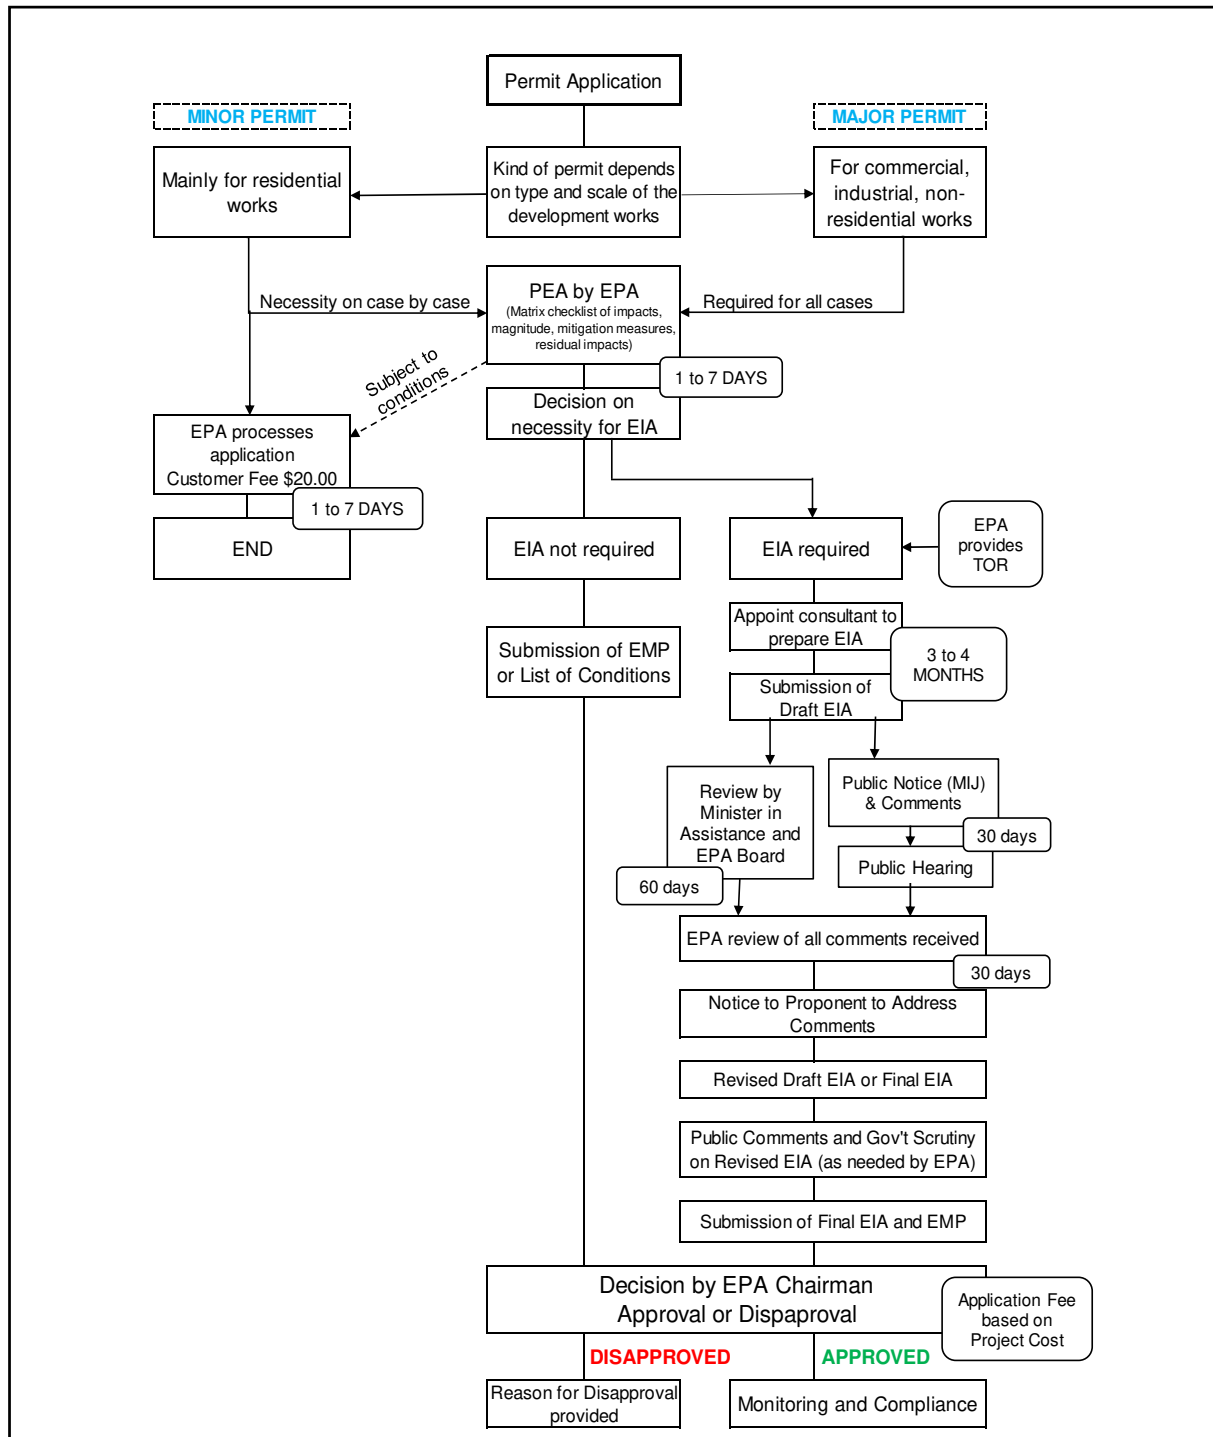 Permit Application
MINOR PERMIT
MAJOR PERMIT
Mainly for residential
works
Kind of permit depends
on type and scale of the
development works
For commercial,
industrial, non-
residential works
Necessity on case by case
PEA by EPA
(Matrix checklist of impacts,
magnitude, mitigation measures,
residual impacts)
Required for all cases
1 to 7 DAYS
Subject to
conditions
Decision on
necessity for EIA
EPA processes
application
Customer Fee $20.00
1 to 7 DAYS
END
EIA not required
EIA required
EPA
provides
TOR
Appoint consultant to
prepare EIA
3 to 4
MONTHS
Submission of EMP
or List of Conditions
Submission of
Draft EIA
Review by
Minister in
Assistance and
EPA Board
60 days
Public Notice (MIJ)
& Comments
30 days
Public Hearing
EPA review of all comments received
30 days
Notice to Proponent to Address
Comments
Revised Draft EIA or Final EIA
Public Comments and Gov't Scrutiny
on Revised EIA (as needed by EPA)
Submission of Final EIA and EMP
Decision by EPA Chairman
Approval or Dispaproval
Application Fee
based on
Project Cost
DISAPPROVED
APPROVED
Reason for Disapproval
provided
Monitoring and Compliance